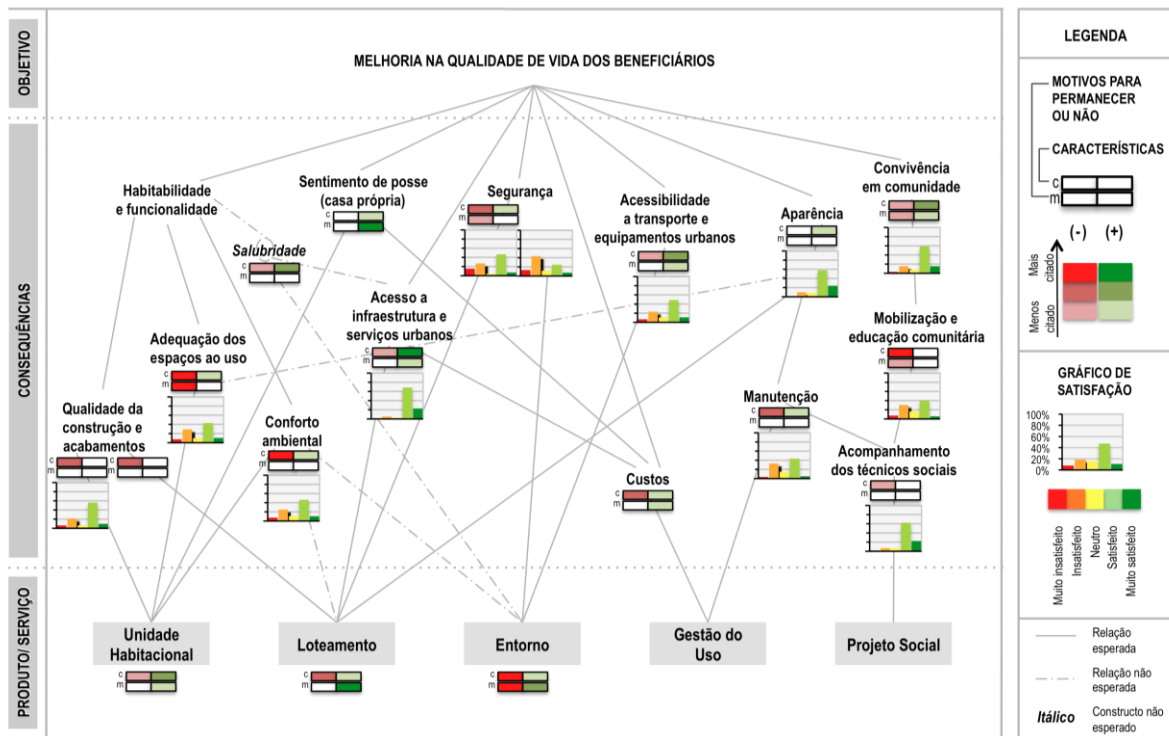 OBJETIVO
MELHORIA NA QUALIDADE DE VIDA DOS BENEFICIÁRIOS
CONSEQUÊNCIAS
Habitabilidade
e funcionalidade
Sentimento de posse
(casa própria)
c
m
Segurança
c
m
Acessibilidade
a transporte e
equipamentos urbanos
c
m
Aparência
c
m
Convivência
em comunidade
c
m
Salubridade
c
m
Acesso a
infraestrutura e
serviços urbanos
c
m
Adequação dos
espaços ao uso
c
m
Mobilização e
educação comunitária
c
m
Qualidade da
construção e
acabamentos
c
m
c
m
Conforto
ambiental
c
m
Manutenção
c
m
Custos
c
m
Acompanhamento
dos técnicos sociais
c
m
PRODUTO/ SERVIÇO
Unidade
Habitacional
c
m
Loteamento
c
m
Entorno
c
m
Gestão do
Uso
Projeto Social
LEGENDA
MOTIVOS PARA
PERMANECER
OU NÃO
CARACTERÍSTICAS
c
m
(-) (+)
Mais
citado
Menos
citado
GRÁFICO DE
SATISFAÇÃO
100%
80%
60%
40%
20%
0%
Muito insatisfeito
Insatisfeito
Neutro
Satisfeito
Muito satisfeito
Relação
esperada
Relação não
esperada
Itálico
Constructo não
esperado